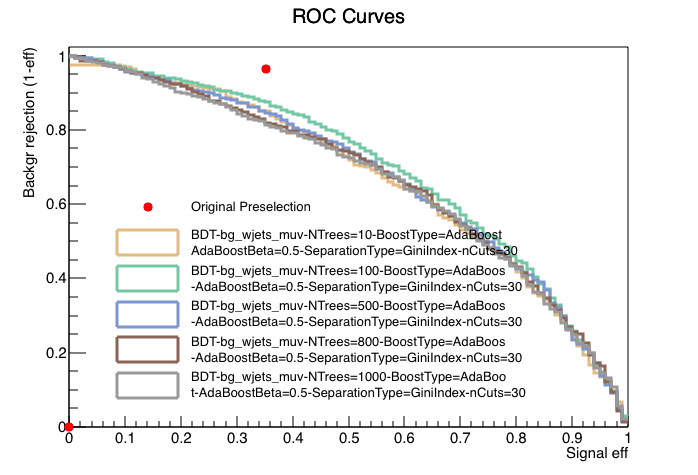 ROC Curves
Backgr rejection (1-eff)
1
0.8
0.6
0.4
0.2
0
Original Preselection
BDT-bg_wjets_muv-NTrees=10-BoostType=AdaBoost
AdaBoostBeta=0.5-SeparationType=GiniIndex-nCuts=30
BDT-bg_wjets_muv-NTrees=100-BoostType=AdaBoos
-AdaBoostBeta=0.5-SeparationType=GiniIndex-nCuts=30
BDT-bg_wjets_muv-NTrees=500-BoostType=AdaBoos
-AdaBoostBeta=0.5-SeparationType=GiniIndex-nCuts=30
BDT-bg_wjets_muv-NTrees=800-BoostType=AdaBoos
-AdaBoostBeta=0.5-SeparationType=GiniIndex-nCuts=30
BDT-bg_wjets_muv-NTrees=1000-BoostType=AdaBoo
t-AdaBoostBeta=0.5-SeparationType=GiniIndex-nCuts=30
0 0.1 0.2 0.3 0.4 0.5 0.6 0.7 0.8 0.9 1
Signal eff